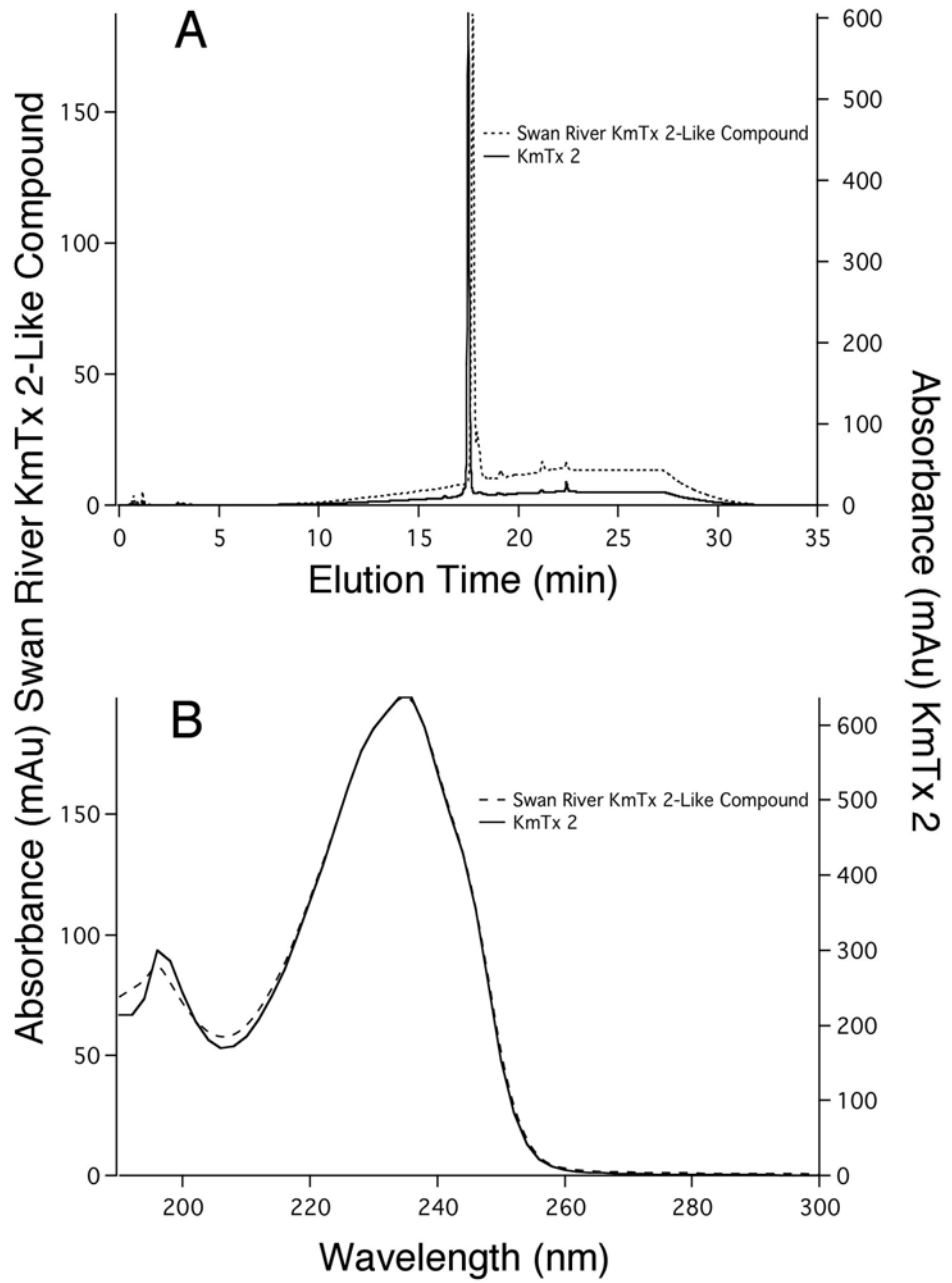 A
Absorbance (mAu) Swan River KmTx 2-Like Compound
150
100
50
0
600
500
400
300
200
100
0
Swan River KmTx 2-Like Compound
KmTx 2
0 5 10 15 20 25 30 35
Elution Time (min)
Absorbance (mAu) KmTx 2
B
150
100
50
0
600
500
400
300
200
100
0
Swan River KmTx 2-Like Compound
KmTx 2
200 220 240 260 280 300
Wavelength (nm)